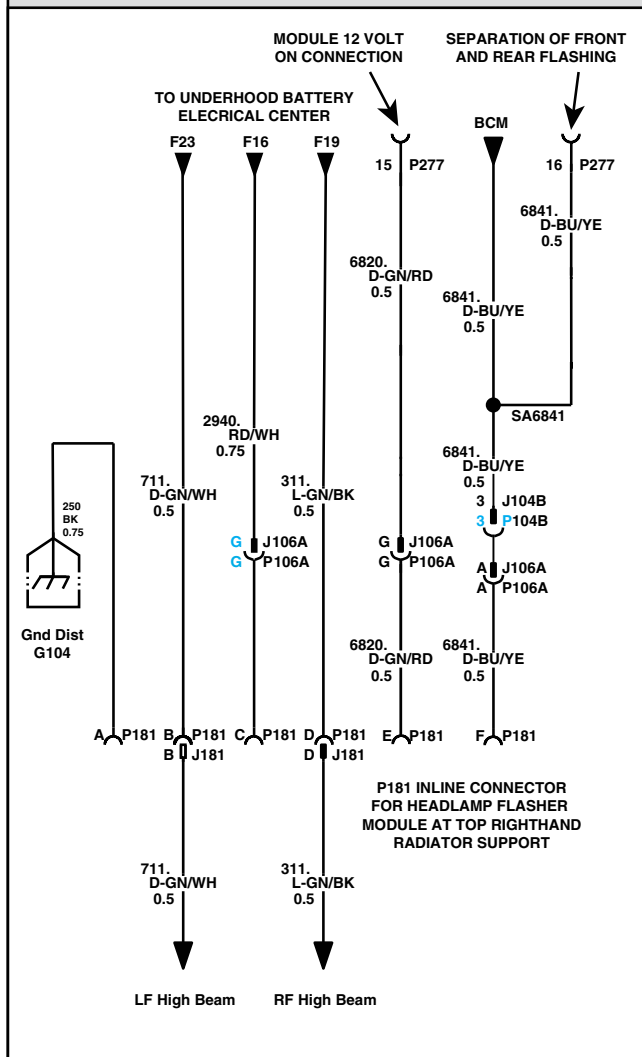 MODULE 12 VOLT
ON CONNECTION
SEPARATION OF FRONT
AND REAR FLASHING
TO UNDERHOOD BATTERY
ELECRICAL CENTER
F23
F16
F19
BCM
15 P277
16 P277
6841.
D-BU/YE
0.5
6820.
D-GN/RD
0.5
6841.
D-BU/YE
0.5
SA6841
2940.
RD/WH
0.75
6841.
D-BU/YE
0.5
711.
D-GN/WH
0.5
311.
L-GN/BK
0.5
3 J104B
3 P104B
250
BK
0.75
G J106A
G P106A
G J106A
G P106A
A J106A
A P106A
Gnd Dist
G104
6820.
D-GN/RD
0.5
6841.
D-BU/YE
0.5
A P181
B P181
C P181
D P181
E P181
F P181
B J181
D J181
P181 INLINE CONNECTOR
FOR HEADLAMP FLASHER
MODULE AT TOP RIGHTHAND
RADIATOR SUPPORT
711.
D-GN/WH
0.5
311.
L-GN/BK
0.5
LF High Beam
RF High Beam